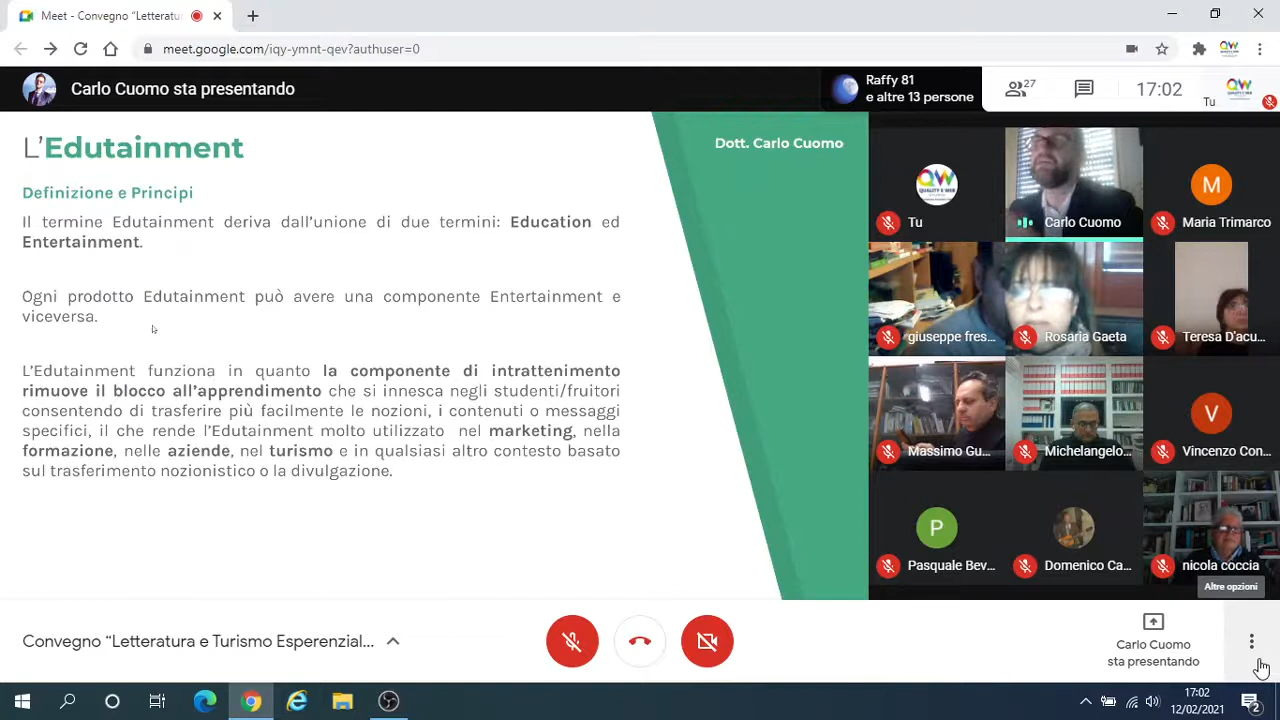 Meet - Convegno “Letteratu
meet.google.com/iqy-ymnt-qev?authuser=0
Carlo Cuomo sta presentando
Raffy 81
e altre 13 persone
27
17:02
Tu
L’Edutainment
Dott. Carlo Cuomo
Definizione e Principi
Il termine Edutainment deriva dall’unione di due termini: Education ed
Entertainment.
Ogni prodotto Edutainment può avere una componente Entertainment e
viceversa.
L’Edutainment funziona in quanto la componente di intrattenimento
rimuove il blocco all’apprendimento che si innesca negli studenti/fruitori
consentendo di trasferire più facilmente le nozioni, i contenuti o messaggi
specifici, il che rende l’Edutainment molto utilizzato nel marketing, nella
formazione, nelle aziende, nel turismo e in qualsiasi altro contesto basato
sul trasferimento nozionistico o la divulgazione.
QW
QUALITY E WEB
Tu
Carlo Cuomo
M
Maria Trimarco
giuseppe fres...
Rosaria Gaeta
Teresa D'acu...
Massimo Gu...
Michelangelo...
V
Vincenzo Con...
P
Pasquale Bev...
Domenico Ca...
nicola coccia
Altre opzioni
Convegno “Letteratura e Turismo Esperenzial...
Carlo Cuomo
sta presentando
17:02
12/02/2021
2